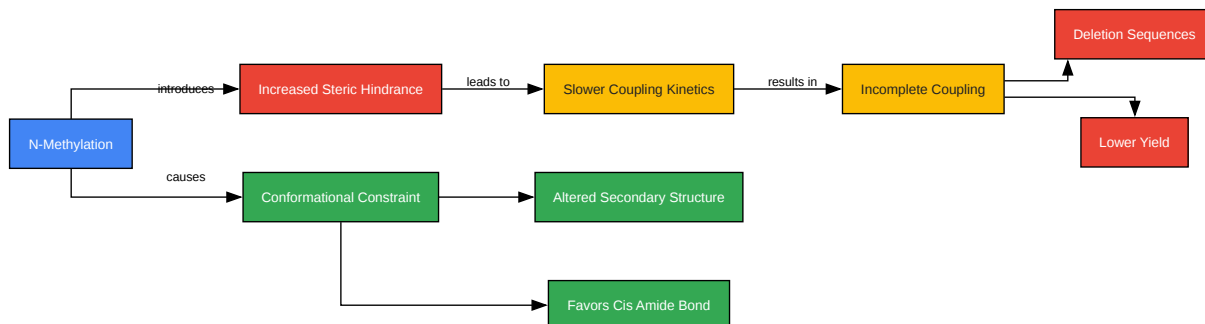 Deletion Sequences
introduces
Increased Steric Hindrance
leads to
Slower Coupling Kinetics
results in
Incomplete Coupling
N-Methylation
Lower Yield
causes
Conformational Constraint
Altered Secondary Structure
Favors Cis Amide Bond